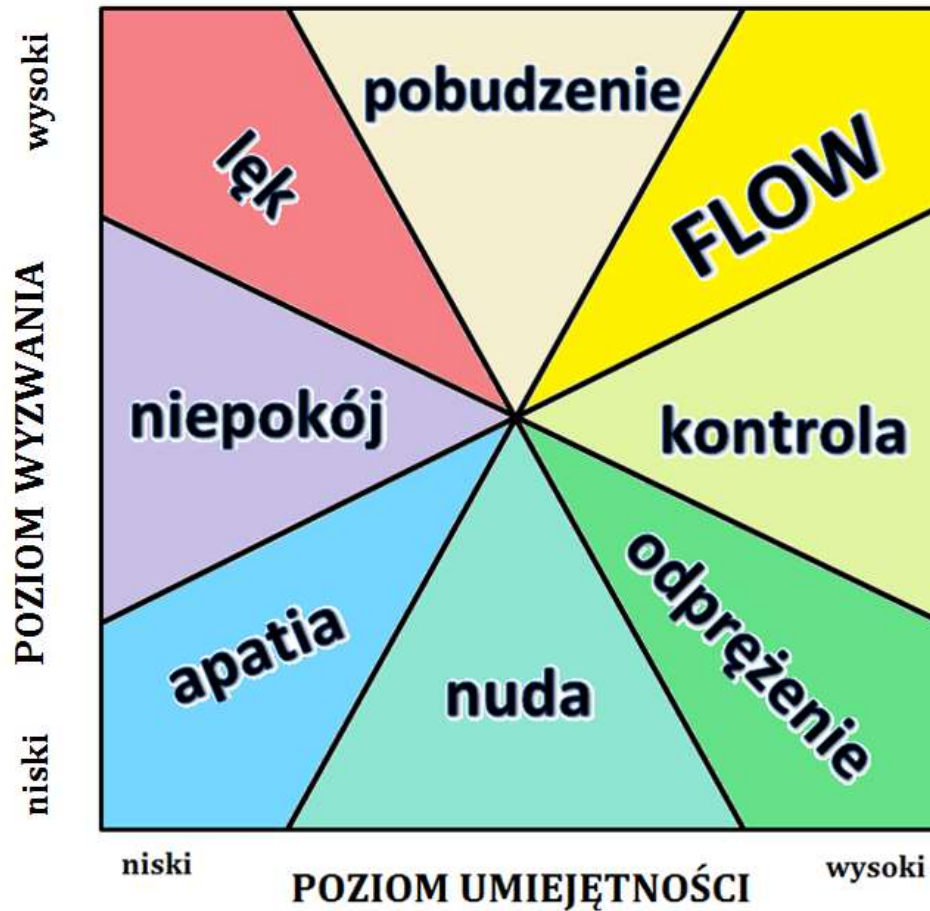 wysoki
pobudzenie
lęk
FLOW
POZIOM WYZWANIA
niepokój
kontrola
apatia
nuda
odprężenie
niski
niski
wysoki
POZIOM UMIEJĘTNOŚCI